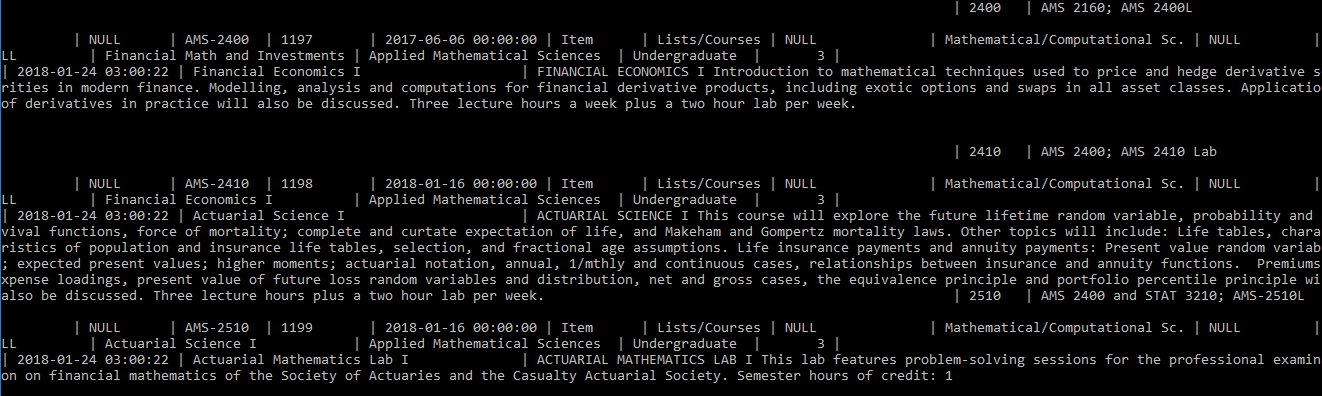 | 2400 | AMS 2160; AMS 2400L
| NULL | AMS-2400 | 1197 | 2017-06-06 00:00:00 | Item | Lists/Courses | NULL | Mathematical/Computational Sc. | NULL |
LL | Financial Math and Investments | Applied Mathematical Sciences | Undergraduate | 3 |
| 2018-01-24 03:00:22 | Financial Economics I | FINANCIAL ECONOMICS I Introduction to mathematical techniques used to price and hedge derivative s
rities in modern finance. Modelling, analysis and computations for financial derivative products, including exotic options and swaps in all asset classes. Applicatio
of derivatives in practice will also be discussed. Three lecture hours a week plus a two hour lab per week.
| 2410 | AMS 2400; AMS 2410 Lab
| NULL | AMS-2410 | 1198 | 2018-01-16 00:00:00 | Item | Lists/Courses | NULL | Mathematical/Computational Sc. | NULL |
LL | Financial Economics I | Applied Mathematical Sciences | Undergraduate | 3 |
| 2018-01-24 03:00:22 | Actuarial Science I | ACTUARIAL SCIENCE I This course will explore the future lifetime random variable, probability and
vival functions, force of mortality; complete and curtate expectation of life, and Makeham and Gompertz mortality laws. Other topics will include: Life tables, chara
ristics of population and insurance life tables, selection, and fractional age assumptions. Life insurance payments and annuity payments: Present value random variab
; expected present values; higher moments; actuarial notation, annual, 1/mthly and continuous cases, relationships between insurance and annuity functions.  Premiums
xpense loadings, present value of future loss random variables and distribution, net and gross cases, the equivalence principle and portfolio percentile principle wi
also be discussed. Three lecture hours plus a two hour lab per week. | 2510 | AMS 2400 and STAT 3210; AMS-2510L
| NULL | AMS-2510 | 1199 | 2018-01-16 00:00:00 | Item | Lists/Courses | NULL | Mathematical/Computational Sc. | NULL |
LL | Actuarial Science I | Applied Mathematical Sciences | Undergraduate | 3 |
| 2018-01-24 03:00:22 | Actuarial Mathematics Lab I | ACTUARIAL MATHEMATICS LAB I This lab features problem-solving sessions for the professional examin
on on financial mathematics of the Society of Actuaries and the Casualty Actuarial Society. Semester hours of credit: 1